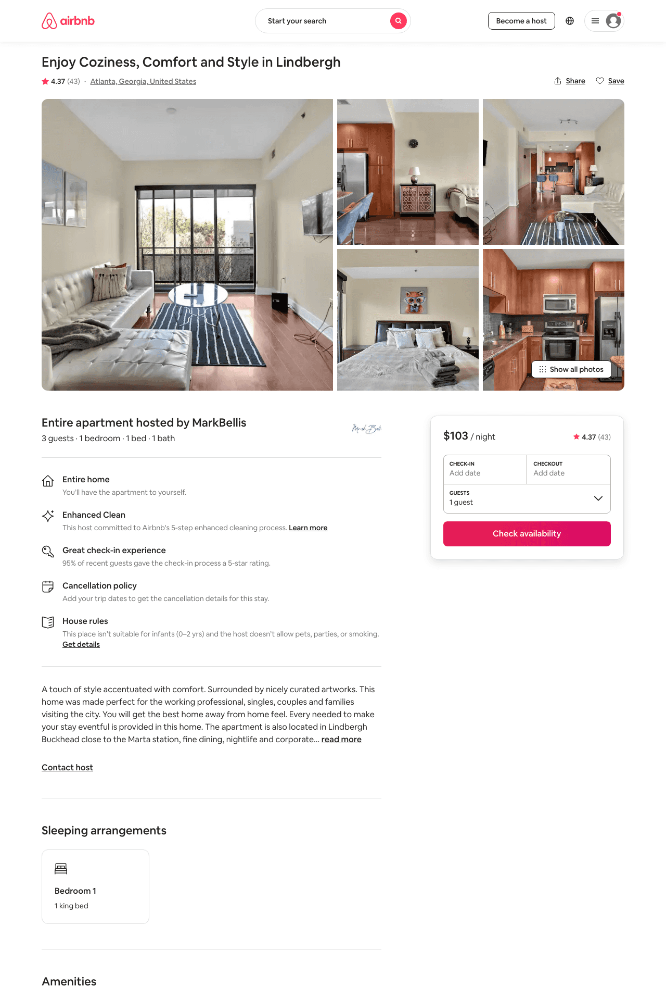 airbnb
Start your search
Become a host
Enjoy Coziness, Comfort and Style in Lindbergh
4.37 (43) · Atlanta, Georgia, United States
Share
Save
Show all photos
Entire apartment hosted by MarkBellis
3 guests · 1 bedroom · 1 bed · 1 bath
Entire home
You’ll have the apartment to yourself.
Enhanced Clean
This host committed to Airbnb's 5-step enhanced cleaning process. Learn more
Great check-in experience
95% of recent guests gave the check-in process a 5-star rating.
Cancellation policy
Add your trip dates to get the cancellation details for this stay.
House rules
This place isn’t suitable for infants (0–2 yrs) and the host doesn’t allow pets, parties, or smoking.
Get details
A touch of style accentuated with comfort. Surrounded by nicely curated artworks. This
home was made perfect for the working professional, singles, couples and families
visiting the city. You will get the best home away from home feel. Every needed to make
your stay eventful is provided in this home. The apartment is also located in Lindbergh
Buckhead close to the Marta station, fine dining, nightlife and corporate... read more
Contact host
Sleeping arrangements
Bedroom 1
1 king bed
Amenities
$103 / night
4.37 (43)
CHECK-IN
Add date
CHECKOUT
Add date
GUESTS
1 guest
Check availability